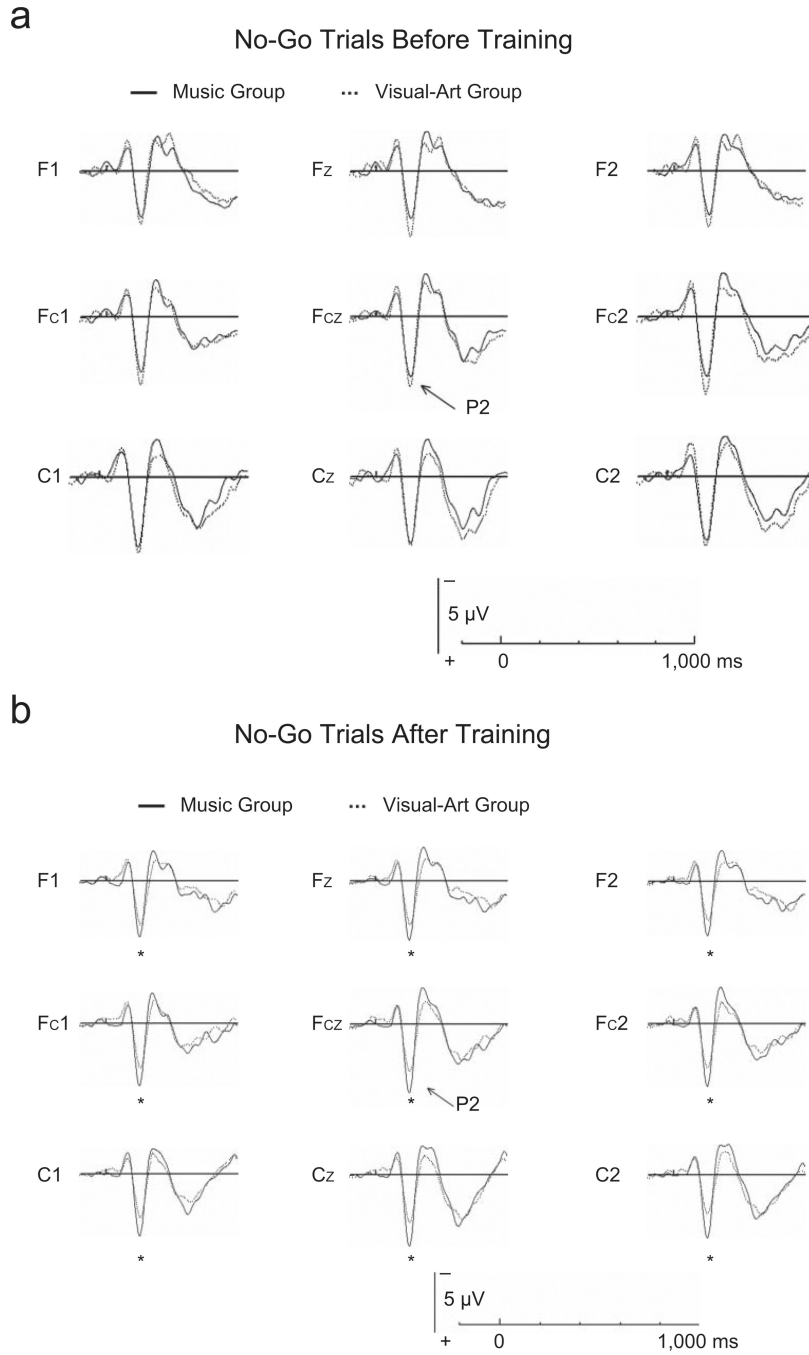 a
No-Go Trials Before Training
Music Group Visual-Art Group
F1 Fz F2
Fc1 Fcz Fc2
P2
C1 Cz C2
–
5 µV
+ 0 1,000 ms
b
No-Go Trials After Training
Music Group Visual-Art Group
F1 Fz F2
* * *
Fc1 Fcz Fc2
P2
* * *
C1 Cz C2
* * *
–
5 µV
+ 0 1,000 ms